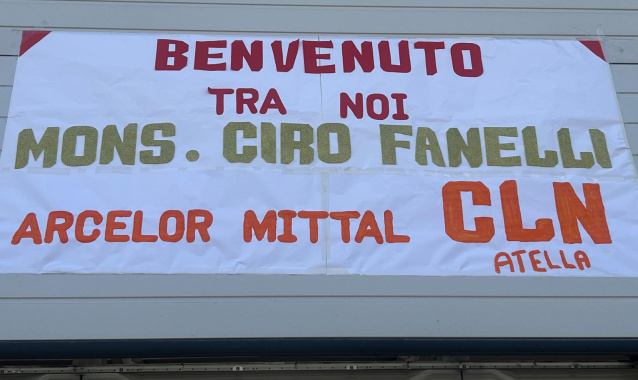 BENVENUTO
TRA NOI
MONS. CIRO FANELLI
ARCELOR MITTAL CLN
ATELLA